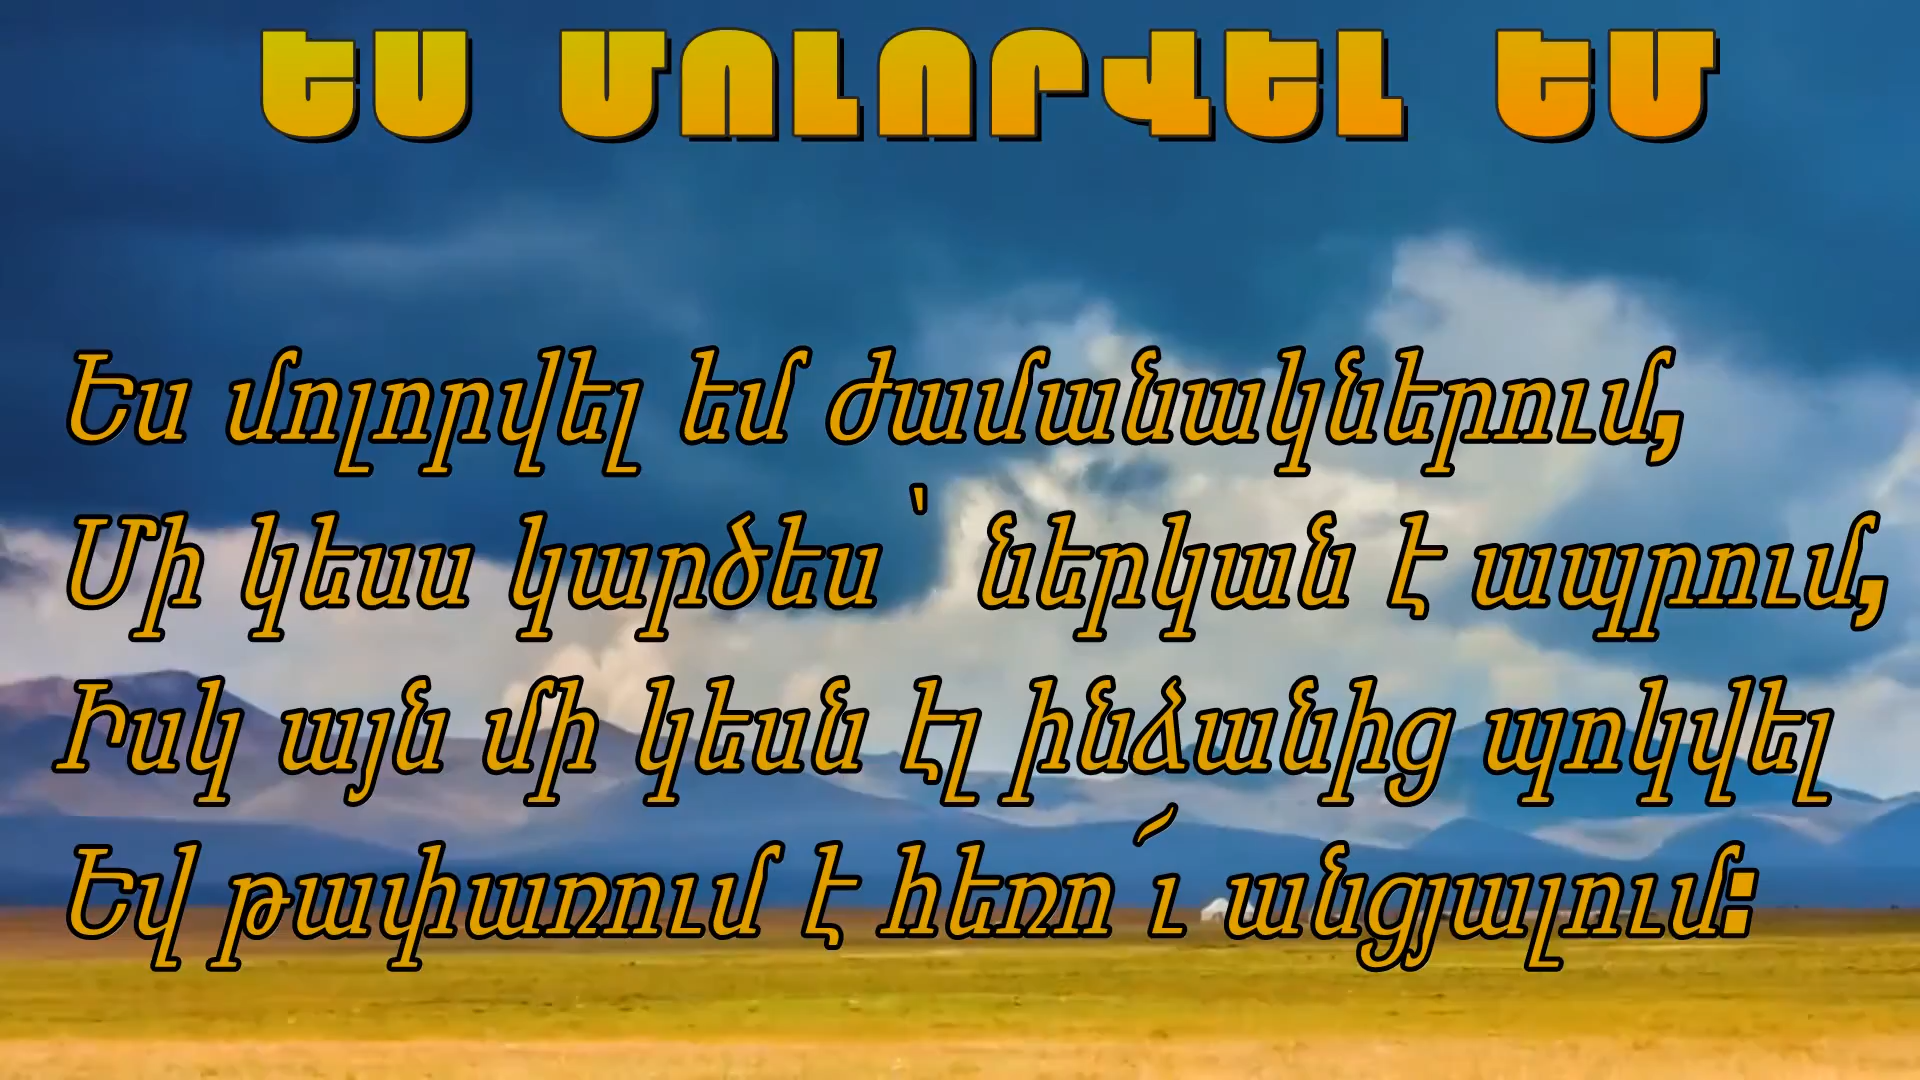 ԵՍ ՄՈԼՈՐՎԵԼ ԵՄ
Ես մոլորվել եմ ժամանակներում,
Մի կեսս կարծես՝ ներկան է ապրում,
Իսկ այն մի կեսն էլ ինձանից պոկվել
Եվ թափառում է հեռո՜ւ անցյալում: